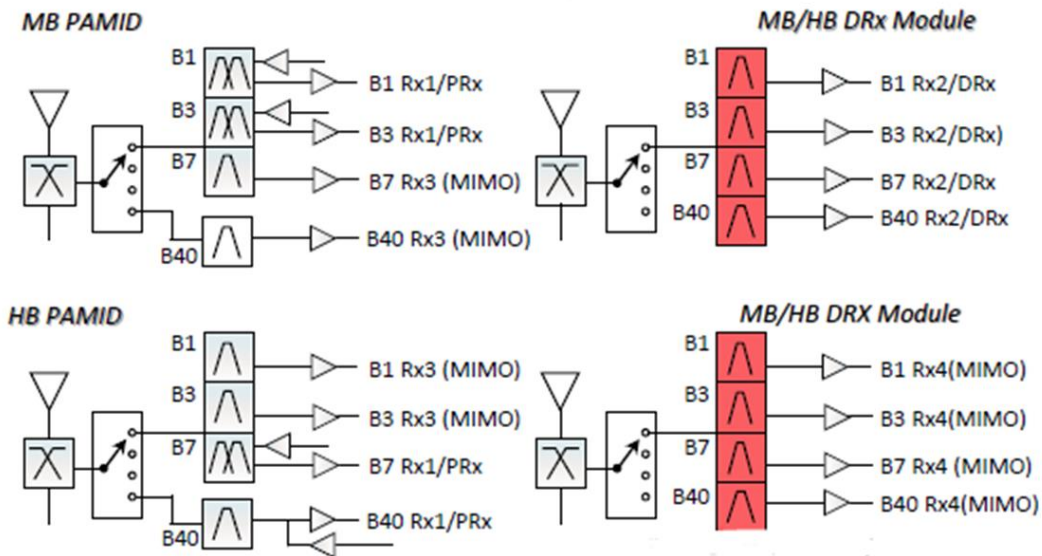 MB PAMID
B1
B1 Rx1/PRx
B3
B3 Rx1/PRx
B7
B7 Rx3 (MIMO)
B40
B40 Rx3 (MIMO)
MB/HB DRx Module
B1
B1 Rx2/DRx
B3
B3 Rx2/DRx)
B7
B7 Rx2/DRx
B40
B40 Rx2/DRx
HB PAMID
B1
B1 Rx3 (MIMO)
B3
B3 Rx3 (MIMO)
B7
B7 Rx1/PRx
B40
B40 Rx1/PRx
MB/HB DRX Module
B1
B1 Rx4(MIMO)
B3
B3 Rx4(MIMO)
B7
B7 Rx4 (MIMO)
B40
B40 Rx4(MIMO)